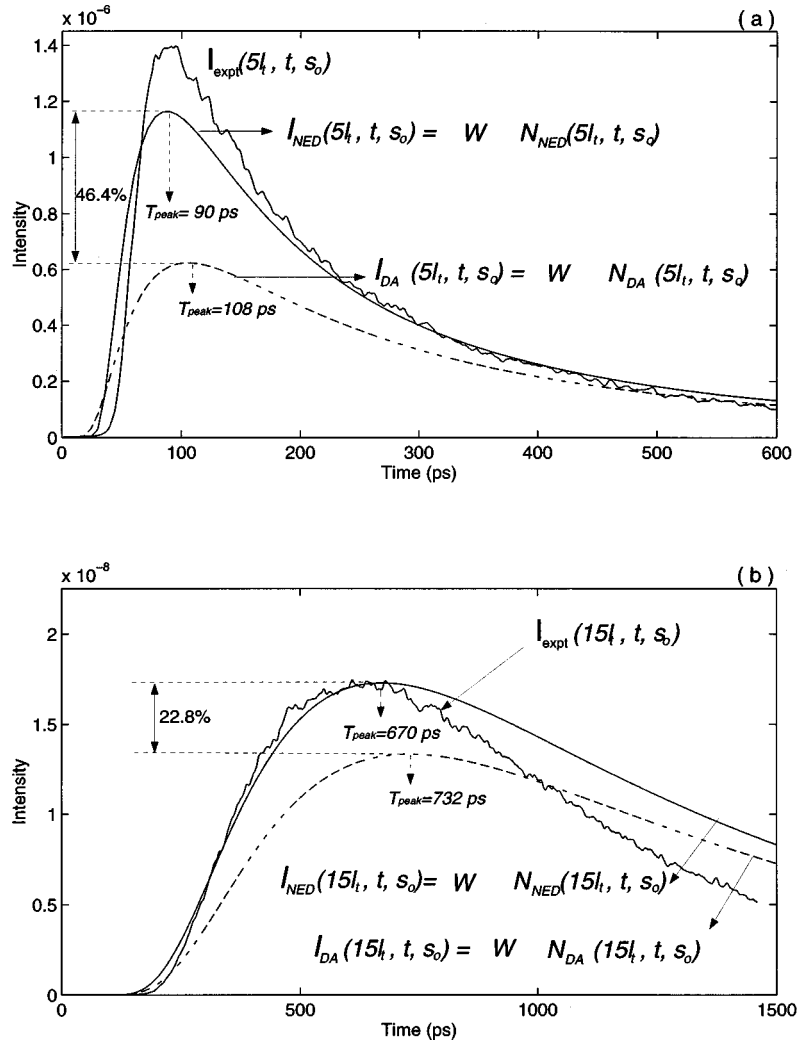 x 10⁻⁶
(a)
1.4
1.2
1
0.8
0.6
0.4
0.2
0
Intensity
I_expt(5l_t, t, s_o)
I_NED(5l_t, t, s_o) = W N_NED(5l_t, t, s_o)
46.4%
T_peak = 90 ps
I_DA (5l_t, t, s_o) = W N_DA (5l_t, t, s_o)
T_peak=108 ps
0 100 200 300 400 500 600
Time (ps)
x 10⁻⁸
(b)
2
1.5
1
0.5
0
Intensity
I_expt(15l_t, t, s_o)
22.8%
T_peak=670 ps
T_peak=732 ps
I_NED(15l_t, t, s_o)= W N_NED(15l_t, t, s_o)
I_DA(15l_t, t, s_o) = W N_DA (15l_t, t, s_o)
0 500 1000 1500
Time (ps)